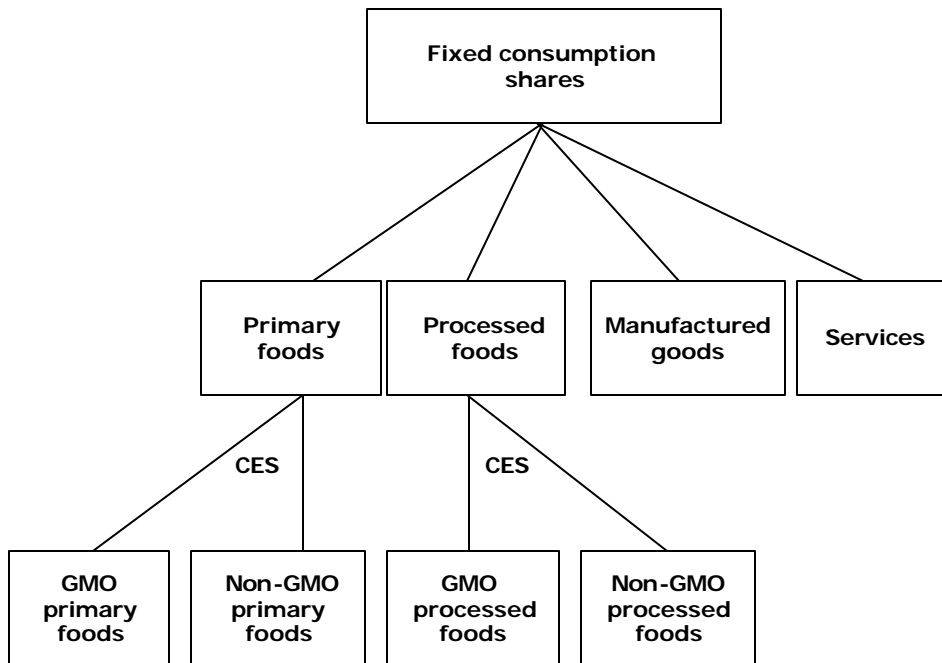 Fixed consumption
shares
Primary
foods
Processed
foods
Manufactured
goods
Services
CES
CES
GMO
primary
foods
Non-GMO
primary
foods
GMO
processed
foods
Non-GMO
processed
foods